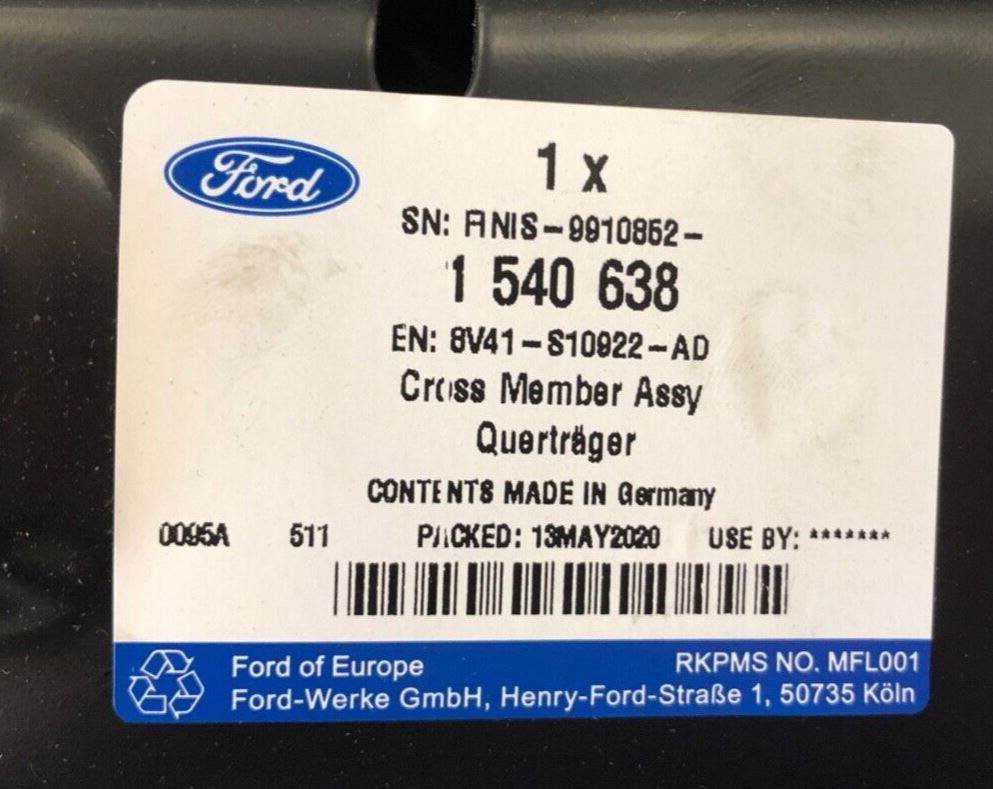 Ford
1 x
SN: FINIS-9910852-
1 540 638
EN: 8V41-S10922-AD
Cross Member Assy
Querträger
CONTENTS MADE IN Germany
0095A 511 PACKED: 13MAY2020 USE BY: *******
Ford of Europe RKPMS NO. MFL001
Ford-Werke GmbH, Henry-Ford-Straße 1, 50735 Köln